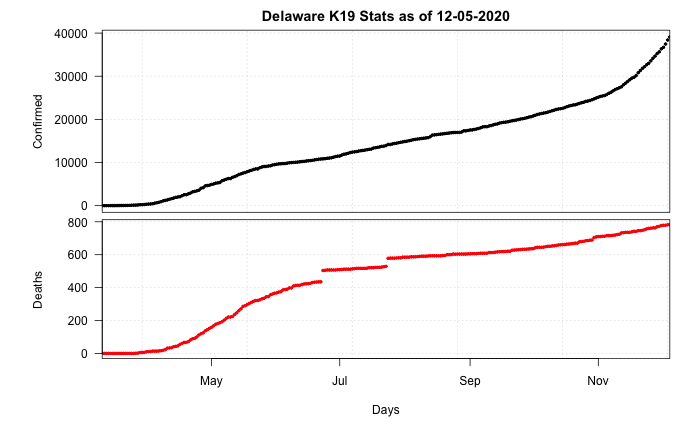 Delaware K19 Stats as of 12-05-2020
Confirmed
40000
30000
20000
10000
0
Deaths
800
600
400
200
0
May Jul Sep Nov
Days